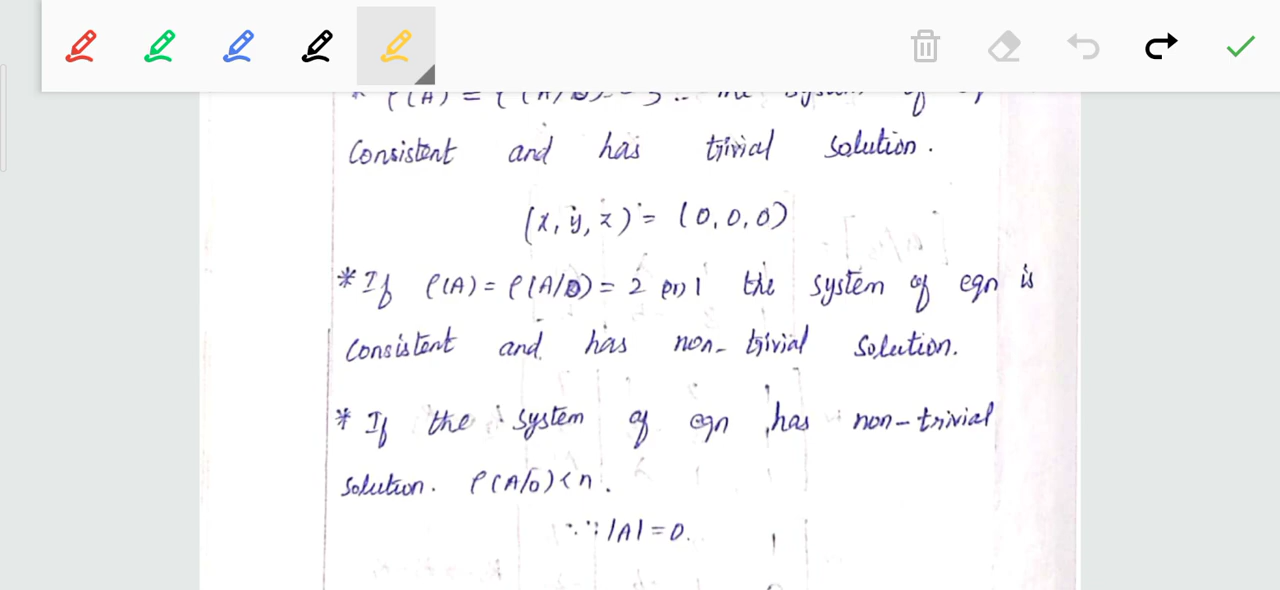 consistent and has trivial solution.
(x, y, z) = (0, 0, 0)
* If ρ(A) = ρ(A/0) = 2 or 1 the system of eqn is
consistent and has non-trivial solution.
* If the system of eqn has non-trivial
solution. ρ(A/0) < n.
∵ |A| = 0.